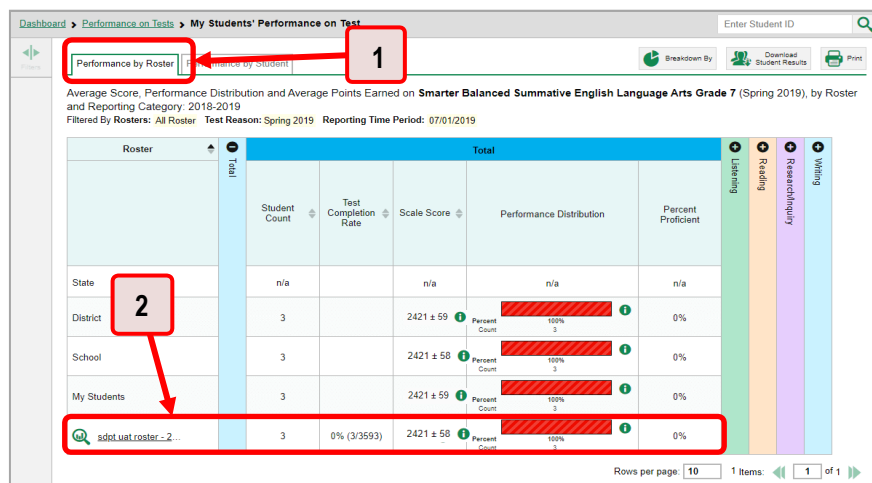 Dashboard > Performance on Tests > My Students' Performance on Test
Enter Student ID
Filters
1
Performance by Roster
Performance by Student
Breakdown By
Download Student Results
Print
Average Score, Performance Distribution and Average Points Earned on Smarter Balanced Summative English Language Arts Grade 7 (Spring 2019), by Roster
and Reporting Category: 2018-2019
Filtered By Rosters: All Roster Test Reason: Spring 2019 Reporting Time Period: 07/01/2019
Roster
Total
Total
Student Count
Test Completion Rate
Scale Score
Performance Distribution
Percent Proficient
Listening
Reading
Research/Inquiry
Writing
State n/a n/a n/a n/a
2
District 3 2421 ± 59 Percent 100% 0%
Count 3
School 3 2421 ± 58 Percent 100% 0%
Count 3
My Students 3 2421 ± 59 Percent 100% 0%
Count 3
sdpt uat roster - 2... 3 0% (3/3593) 2421 ± 58 Percent 100% 0%
Count 3
Rows per page: 10 1 Items: 1 of 1